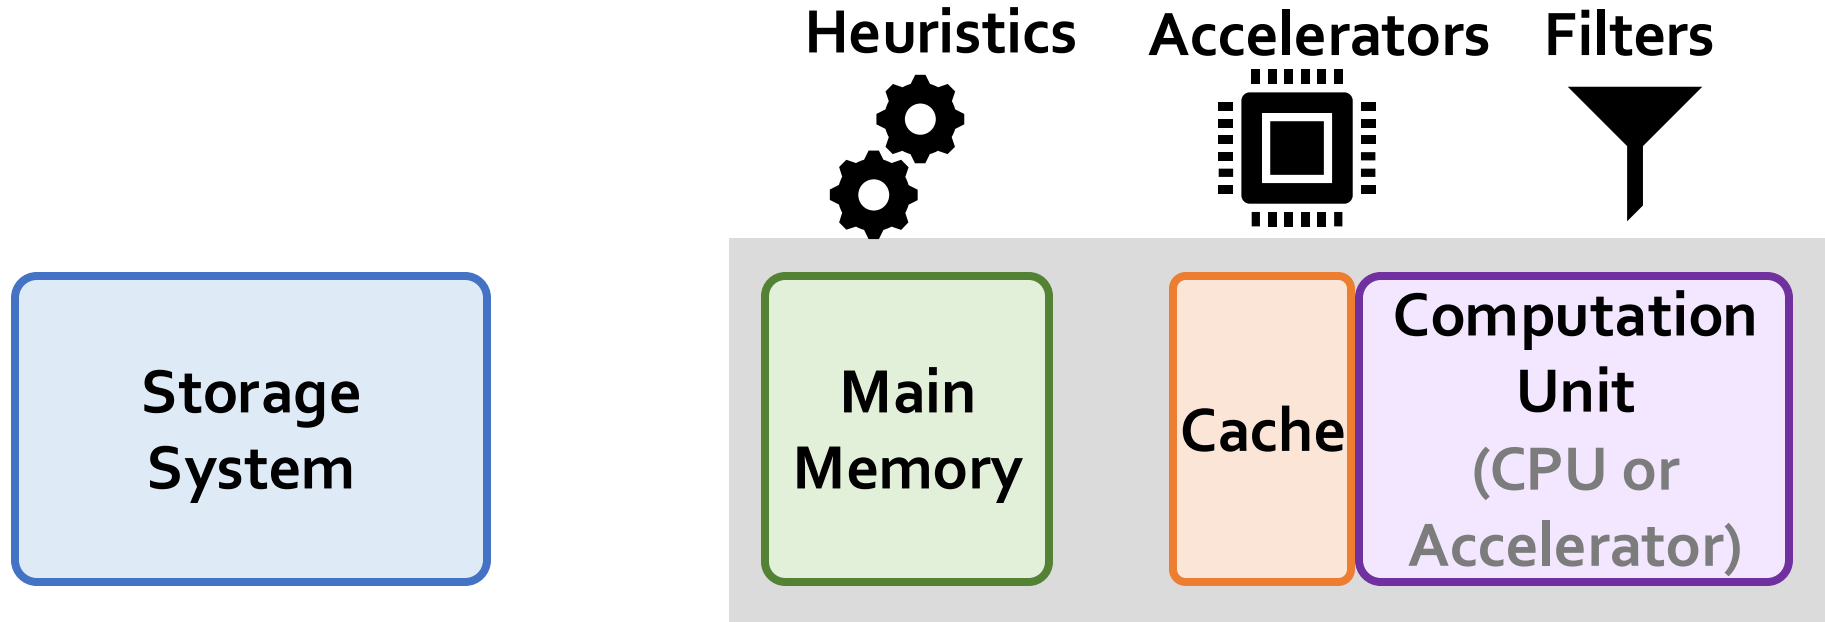 Heuristics
Accelerators
Filters
Storage
System
Main
Memory
Cache
Computation
Unit
(CPU or
Accelerator)